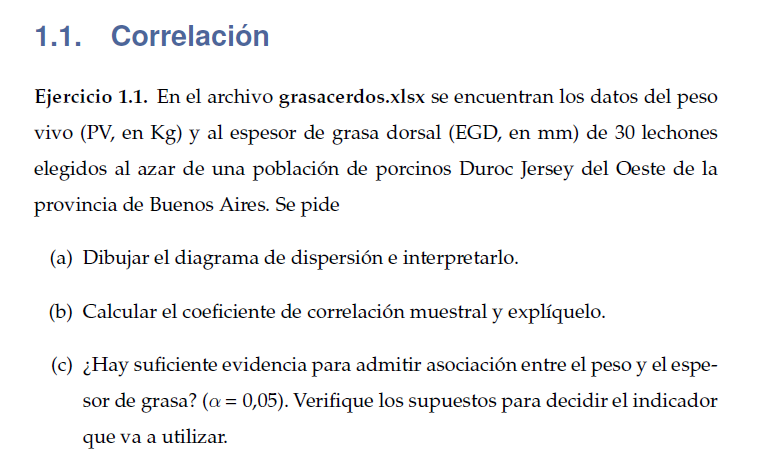 1.1. Correlación
Ejercicio 1.1. En el archivo grasacerdos.xlsx se encuentran los datos del peso
vivo (PV, en Kg) y al espesor de grasa dorsal (EGD, en mm) de 30 lechones
elegidos al azar de una población de porcinos Duroc Jersey del Oeste de la
provincia de Buenos Aires. Se pide
(a) Dibujar el diagrama de dispersión e interpretarlo.
(b) Calcular el coeficiente de correlación muestral y explíquelo.
(c) ¿Hay suficiente evidencia para admitir asociación entre el peso y el espe-
sor de grasa? (α = 0,05). Verifique los supuestos para decidir el indicador
que va a utilizar.